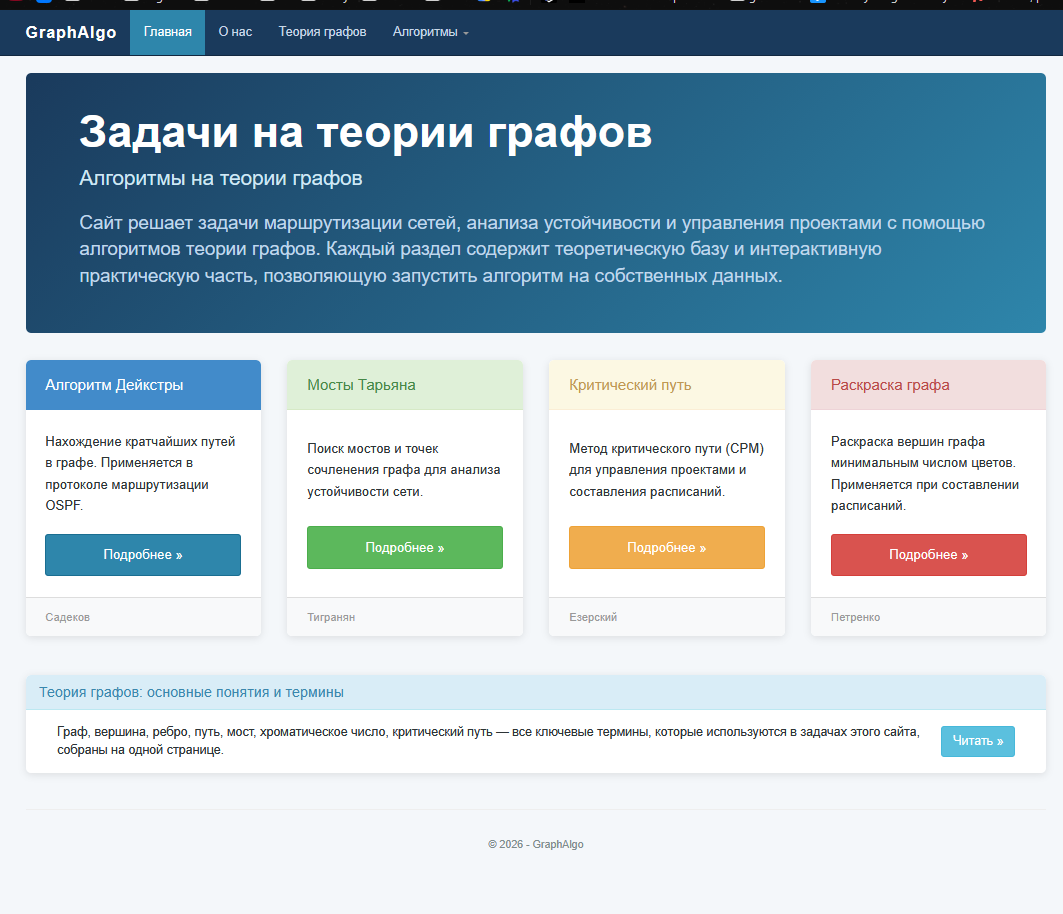 GraphAlgo Главная О нас Теория графов Алгоритмы
Задачи на теории графов
Алгоритмы на теории графов
Сайт решает задачи маршрутизации сетей, анализа устойчивости и управления проектами с помощью
алгоритмов теории графов. Каждый раздел содержит теоретическую базу и интерактивную
практическую часть, позволяющую запустить алгоритм на собственных данных.
Алгоритм Дейкстры
Нахождение кратчайших путей
в графе. Применяется в
протоколе маршрутизации
OSPF.
Подробнее »
Садеков
Мосты Тарьяна
Поиск мостов и точек
сочленения графа для анализа
устойчивости сети.
Подробнее »
Тигранян
Критический путь
Метод критического пути (CPM)
для управления проектами и
составления расписаний.
Подробнее »
Езерский
Раскраска графа
Раскраска вершин графа
минимальным числом цветов.
Применяется при составлении
расписаний.
Подробнее »
Петренко
Теория графов: основные понятия и термины
Граф, вершина, ребро, путь, мост, хроматическое число, критический путь — все ключевые термины, которые используются в задачах этого сайта,
собраны на одной странице.
Читать »
© 2026 - GraphAlgo